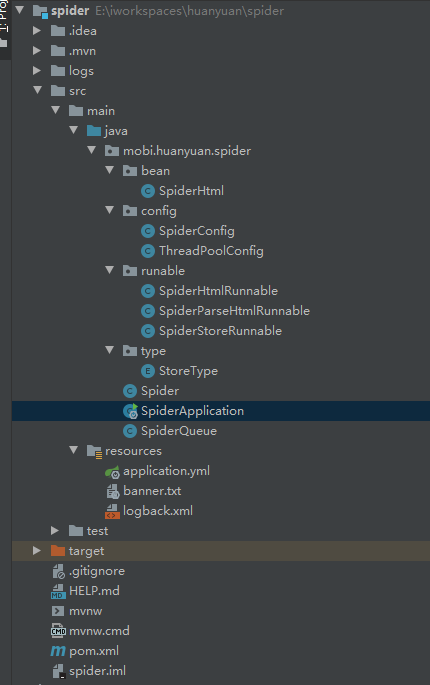 1: Proj
spider E:\iworkspaces\huanyuan\spider
.idea
.mvn
logs
src
main
java
mobi.huanyuan.spider
bean
SpiderHtml
config
SpiderConfig
ThreadPoolConfig
runable
SpiderHtmlRunnable
SpiderParseHtmlRunnable
SpiderStoreRunnable
type
StoreType
Spider
SpiderApplication
SpiderQueue
resources
application.yml
banner.txt
logback.xml
test
target
.gitignore
HELP.md
mvnw
mvnw.cmd
pom.xml
spider.iml